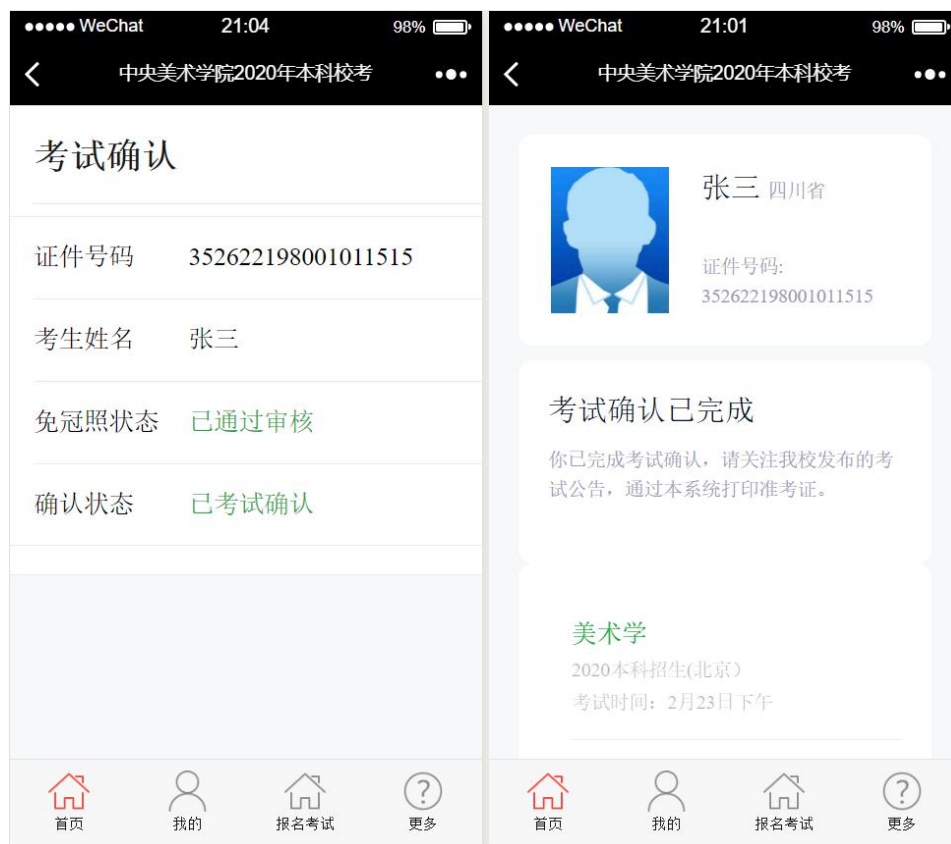 WeChat 21:04 98%
中央美术学院2020年本科校考
考试确认
证件号码 352622198001011515
考生姓名 张三
免冠照状态 已通过审核
确认状态 已考试确认
首页 我的 报名考试 更多
WeChat 21:01 98%
中央美术学院2020年本科校考
张三 四川省
证件号码:
352622198001011515
考试确认已完成
你已完成考试确认，请关注我校发布的考
试公告，通过本系统打印准考证。
美术学
2020本科招生(北京）
考试时间：2月23日下午
首页 我的 报名考试 更多